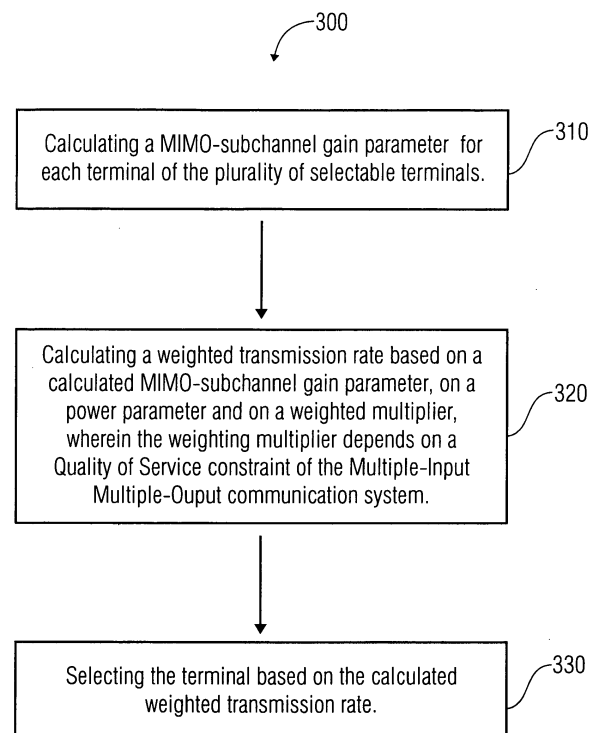 300
Calculating a MIMO-subchannel gain parameter for
each terminal of the plurality of selectable terminals.
310
Calculating a weighted transmission rate based on a
calculated MIMO-subchannel gain parameter, on a
power parameter and on a weighted multiplier,
wherein the weighting multiplier depends on a
Quality of Service constraint of the Multiple-Input
Multiple-Ouput communication system.
320
Selecting the terminal based on the calculated
weighted transmission rate.
330